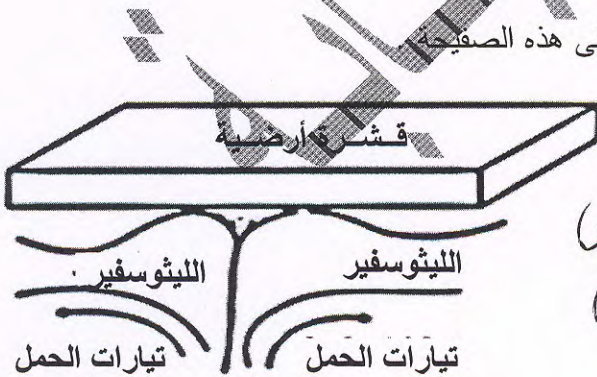 ى هذه الصفيحة .
قشرة أرضية
الليثوسفير
الليثوسفير
تيارات الحمل
تيارات الحمل